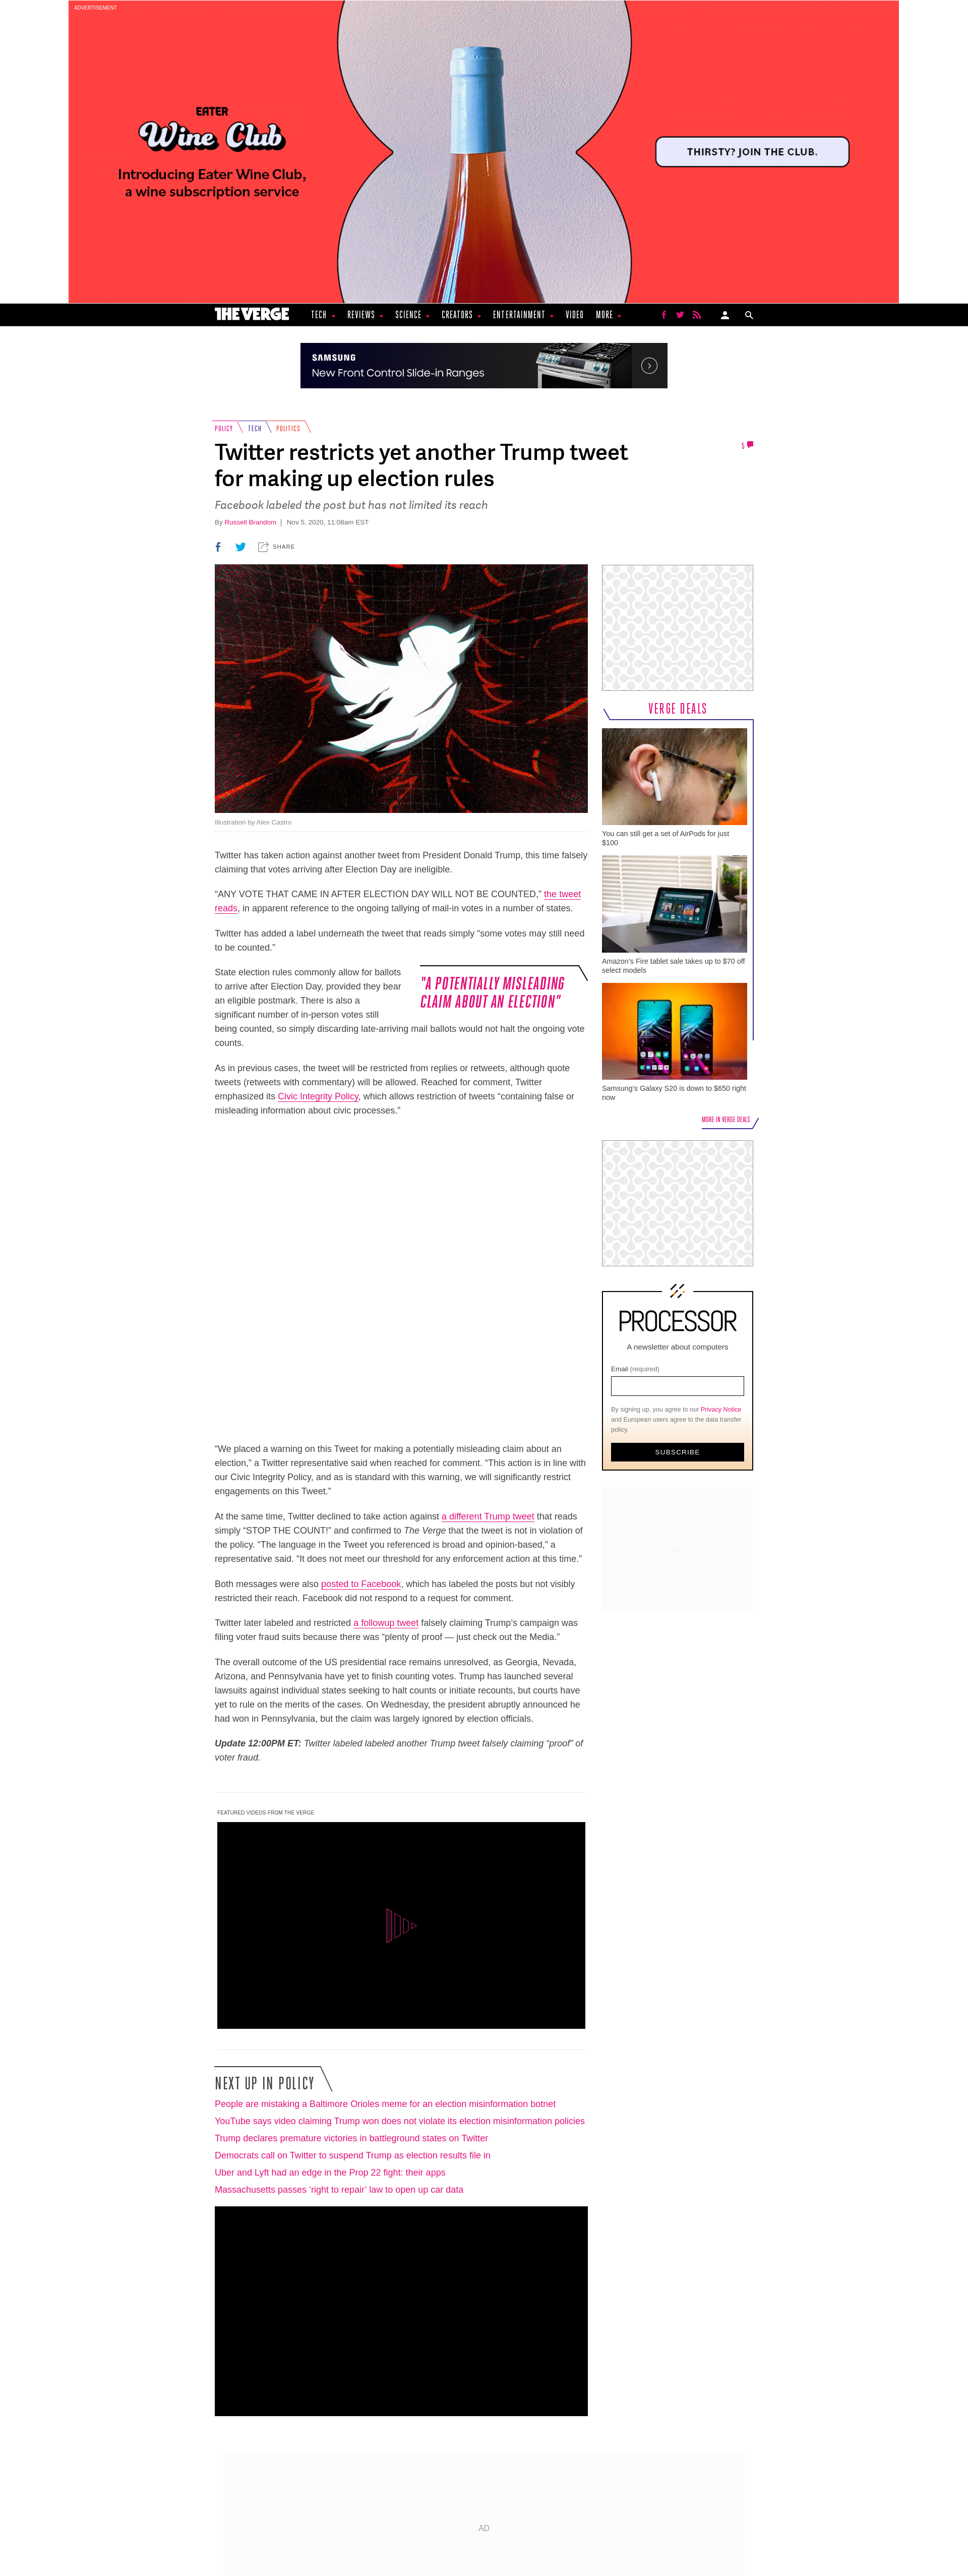 ADVERTISEMENT
EATER
Wine Club
Introducing Eater Wine Club,
a wine subscription service
THIRSTY? JOIN THE CLUB.
THE VERGE
TECH REVIEWS SCIENCE CREATORS ENTERTAINMENT VIDEO MORE
SAMSUNG
New Front Control Slide-in Ranges
POLICY TECH POLITICS
Twitter restricts yet another Trump tweet
for making up election rules
5
Facebook labeled the post but has not limited its reach
By Russell Brandom | Nov 5, 2020, 11:08am EST
SHARE
Illustration by Alex Castro
Twitter has taken action against another tweet from President Donald Trump, this time falsely
claiming that votes arriving after Election Day are ineligible.
“ANY VOTE THAT CAME IN AFTER ELECTION DAY WILL NOT BE COUNTED,” the tweet
reads, in apparent reference to the ongoing tallying of mail-in votes in a number of states.
Twitter has added a label underneath the tweet that reads simply “some votes may still need
to be counted.”
State election rules commonly allow for ballots
to arrive after Election Day, provided they bear
an eligible postmark. There is also a
significant number of in-person votes still
being counted, so simply discarding late-arriving mail ballots would not halt the ongoing vote
counts.
"A POTENTIALLY MISLEADING
CLAIM ABOUT AN ELECTION"
As in previous cases, the tweet will be restricted from replies or retweets, although quote
tweets (retweets with commentary) will be allowed. Reached for comment, Twitter
emphasized its Civic Integrity Policy, which allows restriction of tweets “containing false or
misleading information about civic processes.”
“We placed a warning on this Tweet for making a potentially misleading claim about an
election,” a Twitter representative said when reached for comment. “This action is in line with
our Civic Integrity Policy, and as is standard with this warning, we will significantly restrict
engagements on this Tweet.”
At the same time, Twitter declined to take action against a different Trump tweet that reads
simply “STOP THE COUNT!” and confirmed to The Verge that the tweet is not in violation of
the policy. “The language in the Tweet you referenced is broad and opinion-based,” a
representative said. “It does not meet our threshold for any enforcement action at this time.”
Both messages were also posted to Facebook, which has labeled the posts but not visibly
restricted their reach. Facebook did not respond to a request for comment.
Twitter later labeled and restricted a followup tweet falsely claiming Trump’s campaign was
filing voter fraud suits because there was “plenty of proof — just check out the Media.”
The overall outcome of the US presidential race remains unresolved, as Georgia, Nevada,
Arizona, and Pennsylvania have yet to finish counting votes. Trump has launched several
lawsuits against individual states seeking to halt counts or initiate recounts, but courts have
yet to rule on the merits of the cases. On Wednesday, the president abruptly announced he
had won in Pennsylvania, but the claim was largely ignored by election officials.
Update 12:00PM ET: Twitter labeled labeled another Trump tweet falsely claiming “proof” of
voter fraud.
VERGE DEALS
You can still get a set of AirPods for just
$100
Amazon’s Fire tablet sale takes up to $70 off
select models
Samsung’s Galaxy S20 is down to $650 right
now
MORE IN VERGE DEALS
PROCESSOR
A newsletter about computers
Email (required)
By signing up, you agree to our Privacy Notice
and European users agree to the data transfer
policy.
SUBSCRIBE
FEATURED VIDEOS FROM THE VERGE
NEXT UP IN POLICY
People are mistaking a Baltimore Orioles meme for an election misinformation botnet
YouTube says video claiming Trump won does not violate its election misinformation policies
Trump declares premature victories in battleground states on Twitter
Democrats call on Twitter to suspend Trump as election results file in
Uber and Lyft had an edge in the Prop 22 fight: their apps
Massachusetts passes ‘right to repair’ law to open up car data
AD